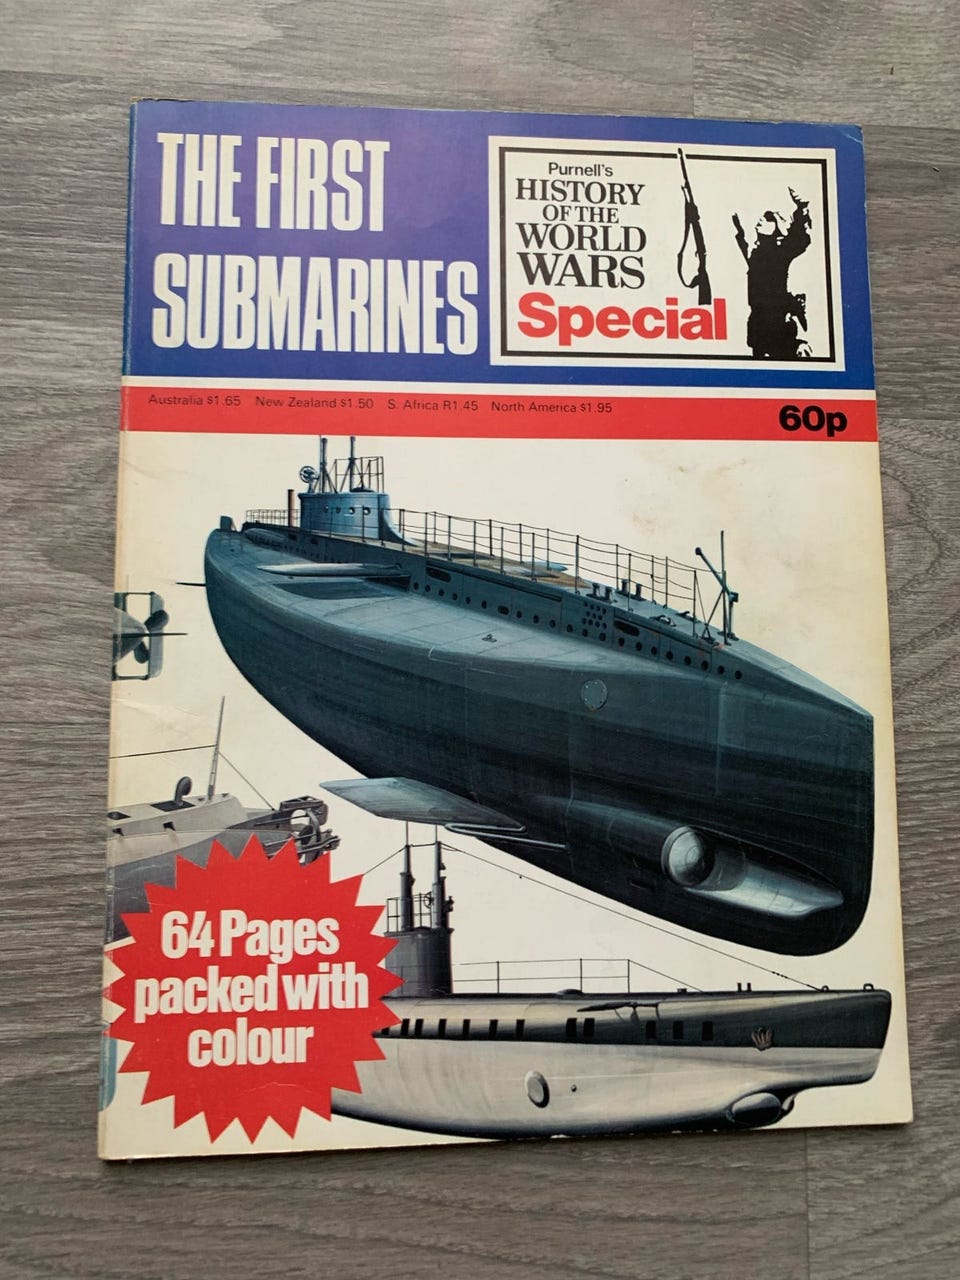 THE FIRST
SUBMARINES
Purnell's
HISTORY
OF THE
WORLD
WARS
Special
Australia $1.65 New Zealand $1.50 S. Africa R1.45 North America $1.95
60p
64 Pages
packed with
colour